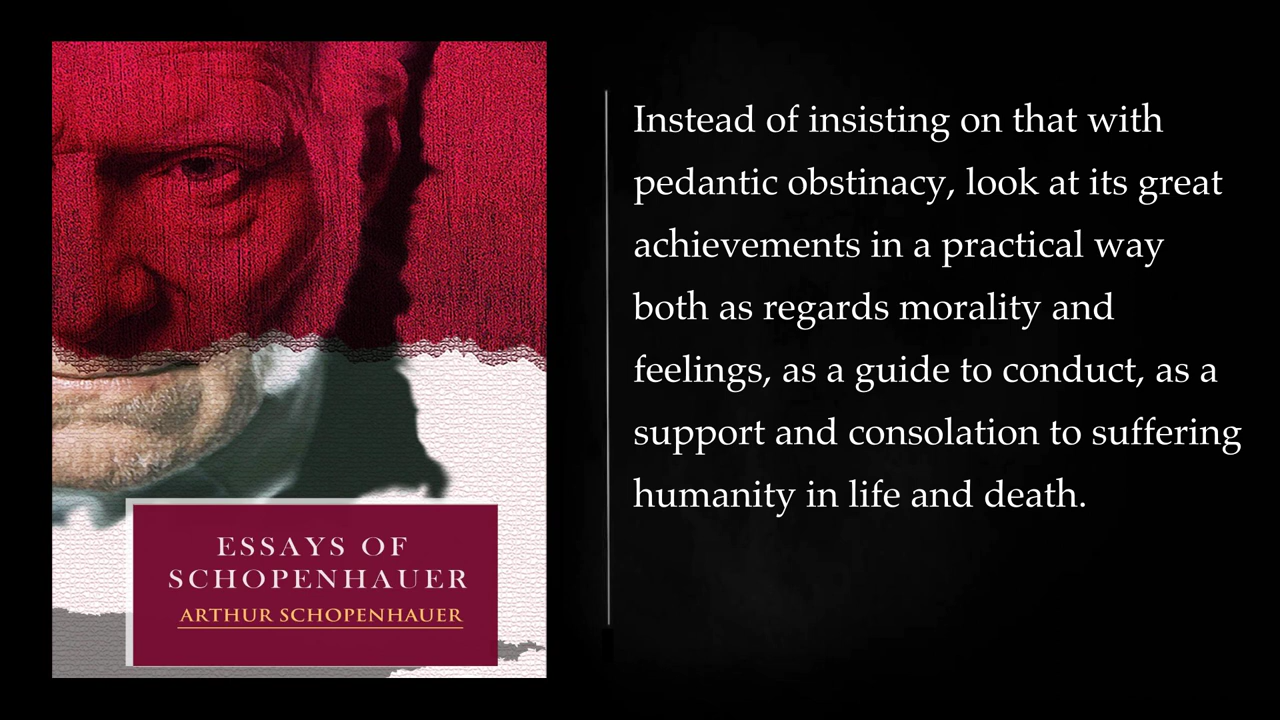 ESSAYS OF
SCHOPENHAUER
ARTHUR SCHOPENHAUER
Instead of insisting on that with
pedantic obstinacy, look at its great
achievements in a practical way
both as regards morality and
feelings, as a guide to conduct, as a
support and consolation to suffering
humanity in life and death.